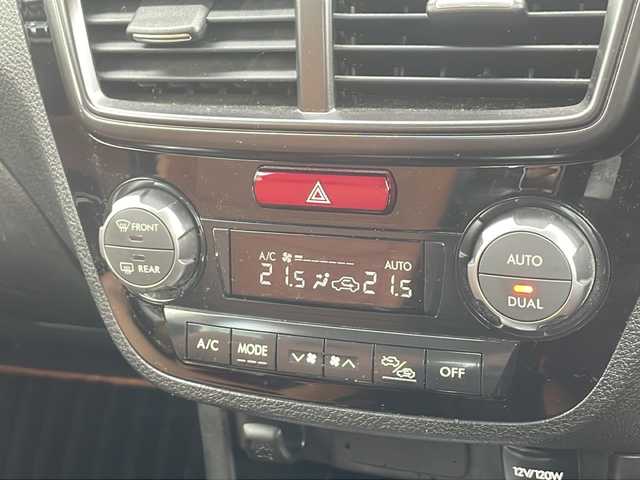 FRONT
REAR
A/C AUTO
21.5 21.5
AUTO
DUAL
A/C MODE OFF
12V/120W